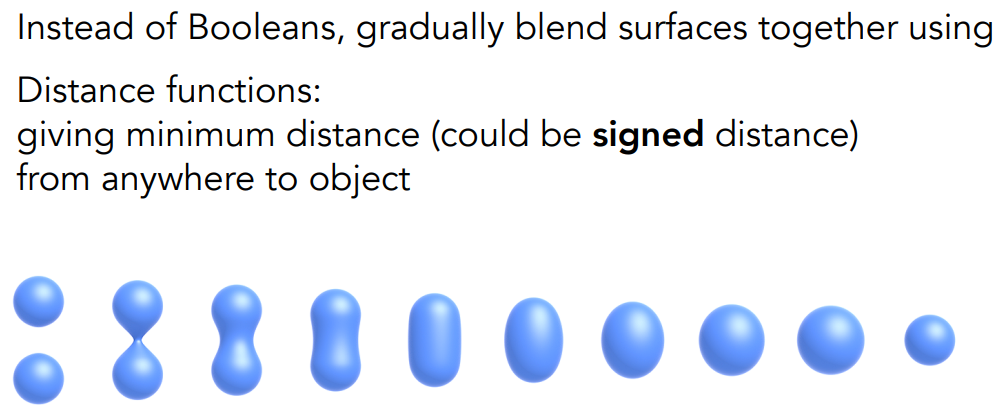 Instead of Booleans, gradually blend surfaces together using
Distance functions:
giving minimum distance (could be signed distance)
from anywhere to object